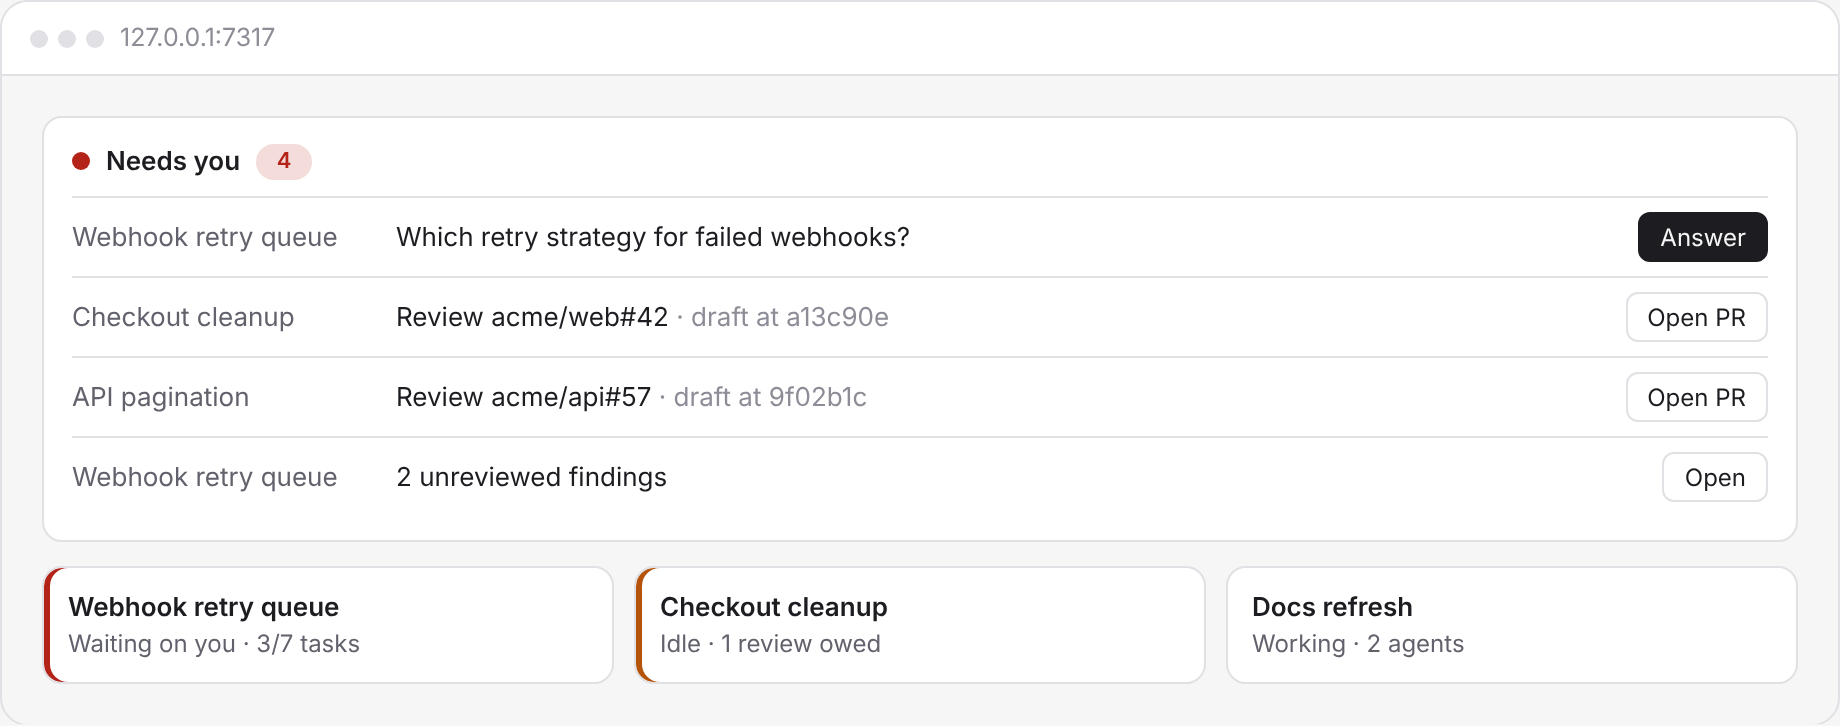 127.0.0.1:7317
Needs you 4
Webhook retry queue Which retry strategy for failed webhooks? Answer
Checkout cleanup Review acme/web#42 · draft at a13c90e Open PR
API pagination Review acme/api#57 · draft at 9f02b1c Open PR
Webhook retry queue 2 unreviewed findings Open
Webhook retry queue
Waiting on you · 3/7 tasks
Checkout cleanup
Idle · 1 review owed
Docs refresh
Working · 2 agents